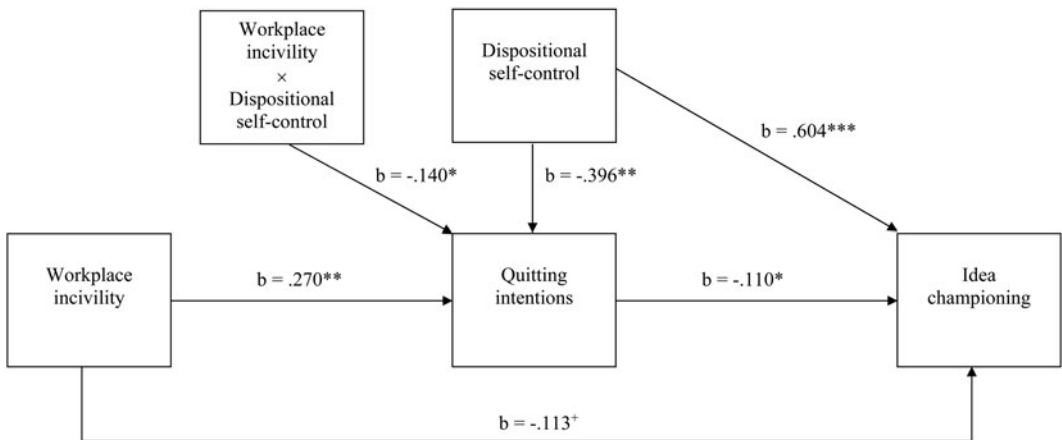 Workplace
incivility
×
Dispositional
self-control
Dispositional
self-control
b = .604***
b = -.140*
b = -.396**
Workplace
incivility
b = .270**
Quitting
intentions
b = -.110*
Idea
championing
b = -.113⁺